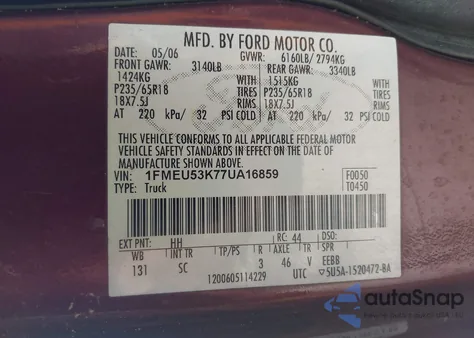 MFD. BY FORD MOTOR CO.
DATE: 05/06 GVWR: 6160LB/ 2794KG
FRONT GAWR: 3140LB REAR GAWR: 3340LB
1424KG 1515KG
P235/65R18 TIRES P235/65R18 TIRES
18X7.5J RIMS 18X7.5J RIMS
AT 220 kPa/ 32 PSI COLD AT 220 kPa/ 32 PSI COLD
THIS VEHICLE CONFORMS TO ALL APPLICABLE FEDERAL MOTOR
VEHICLE SAFETY STANDARDS IN EFFECT ON THE DATE OF
MANUFACTURE SHOWN ABOVE.
VIN: 1FMEU53K77UA16859 F0050
TYPE: Truck T0450
EXT PNT: HH RC: 44 DSO:
WB INT TR TP/PS R AXLE TR SPR
131 SC 3 46 V EEBB
1200605114229 UTC 5U5A-1520472-BA
autoSnap